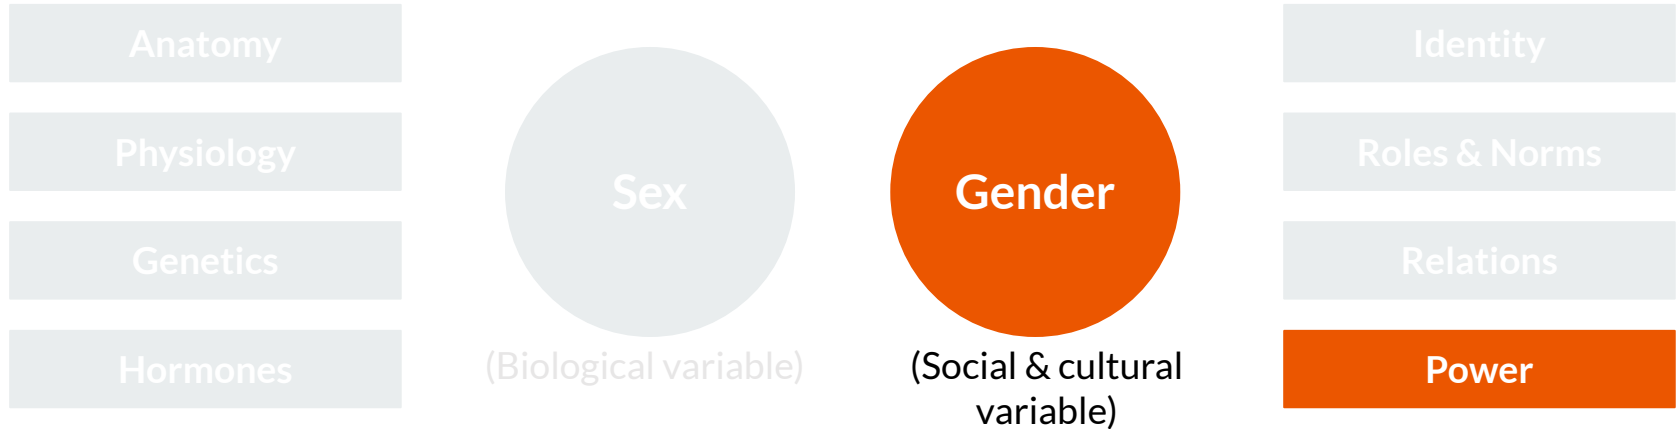 Anatomy
Physiology
Genetics
Hormones
Sex
(Biological variable)
Gender
(Social & cultural
variable)
Identity
Roles & Norms
Relations
Power